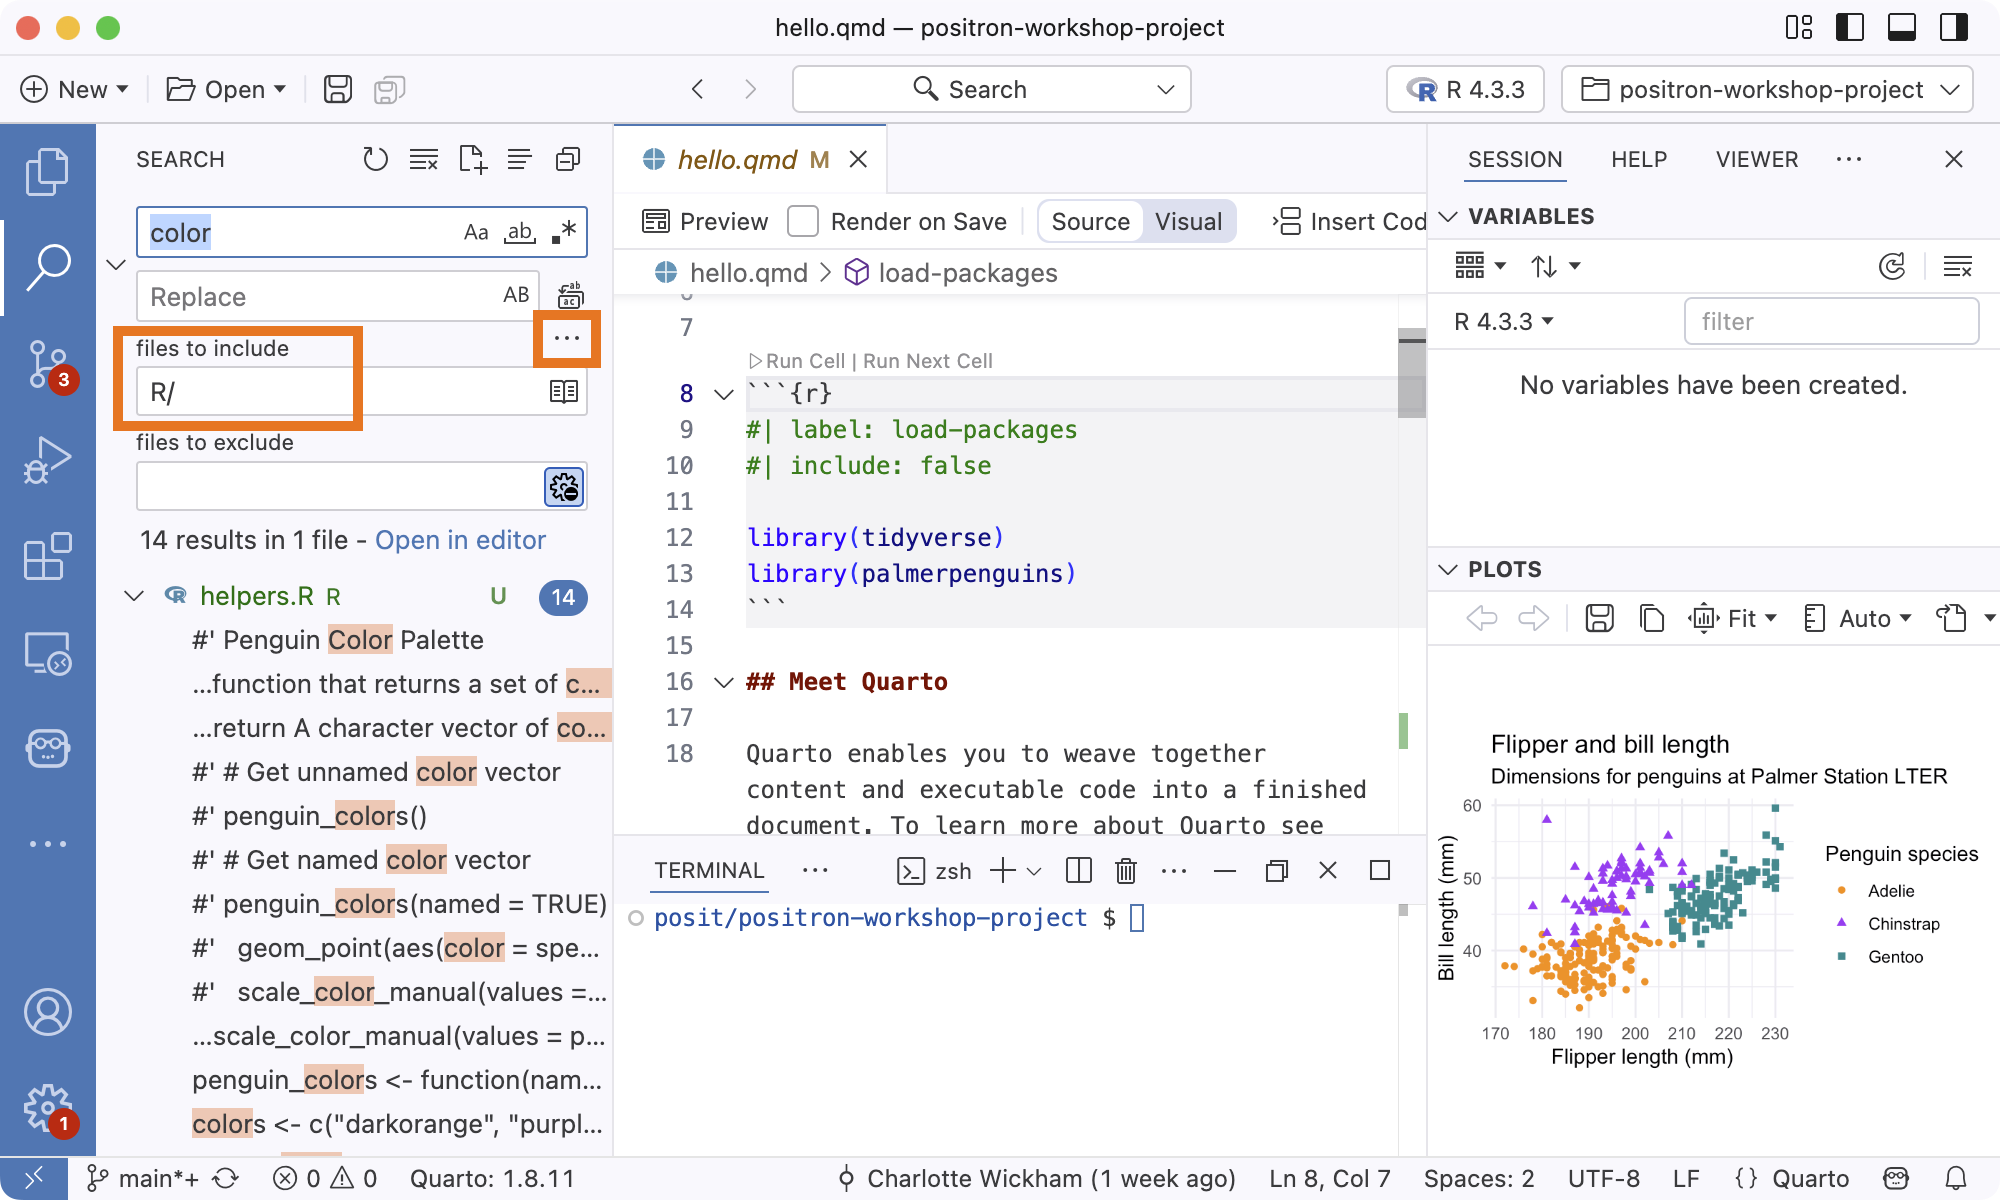 hello.qmd — positron-workshop-project
New
Open
Search
R 4.3.3
positron-workshop-project
SEARCH
color
Aa
ab
Replace
AB
files to include
R/
files to exclude
14 results in 1 file - Open in editor
helpers.R R U 14
#' Penguin Color Palette
...function that returns a set of c...
...return A character vector of co...
#' # Get unnamed color vector
#' penguin_colors()
#' # Get named color vector
#' penguin_colors(named = TRUE)
#'   geom_point(aes(color = spe...
#'   scale_color_manual(values =...
...scale_color_manual(values = p...
penguin_colors <- function(nam...
colors <- c("darkorange", "purpl...
3
1
hello.qmd M
Preview
Render on Save
Source
Visual
Insert Cod
hello.qmd > load-packages
7
Run Cell | Run Next Cell
8 ```{r}
9 #| label: load-packages
10 #| include: false
11
12 library(tidyverse)
13 library(palmerpenguins)
14 ```
15
16 ## Meet Quarto
17
18 Quarto enables you to weave together
content and executable code into a finished
document. To learn more about Quarto see
TERMINAL
zsh
posit/positron-workshop-project $
SESSION
HELP
VIEWER
VARIABLES
R 4.3.3
filter
No variables have been created.
PLOTS
Fit
Auto
Flipper and bill length
Dimensions for penguins at Palmer Station LTER
60
50
40
Bill length (mm)
170 180 190 200 210 220 230
Flipper length (mm)
Penguin species
Adelie
Chinstrap
Gentoo
main*+
0
0
Quarto: 1.8.11
Charlotte Wickham (1 week ago)
Ln 8, Col 7
Spaces: 2
UTF-8
LF
{} Quarto